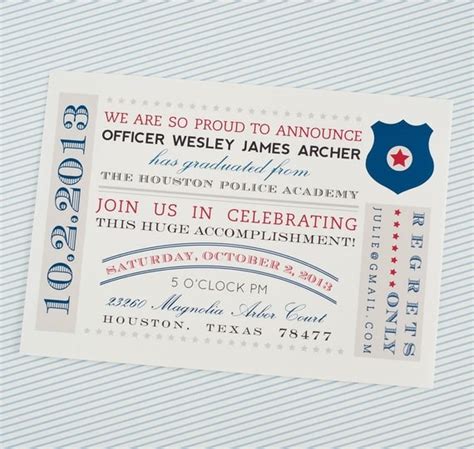 10.2.2013
WE ARE SO PROUD TO ANNOUNCE
OFFICER WESLEY JAMES ARCHER
has graduated from
THE HOUSTON POLICE ACADEMY
JOIN US IN CELEBRATING
THIS HUGE ACCOMPLISHMENT!
SATURDAY, OCTOBER 2, 2013
5 O'CLOCK PM
23260 Magnolia Arbor Court
HOUSTON, TEXAS 78477
REGRETS
ONLY
JULIE@GMAIL.COM